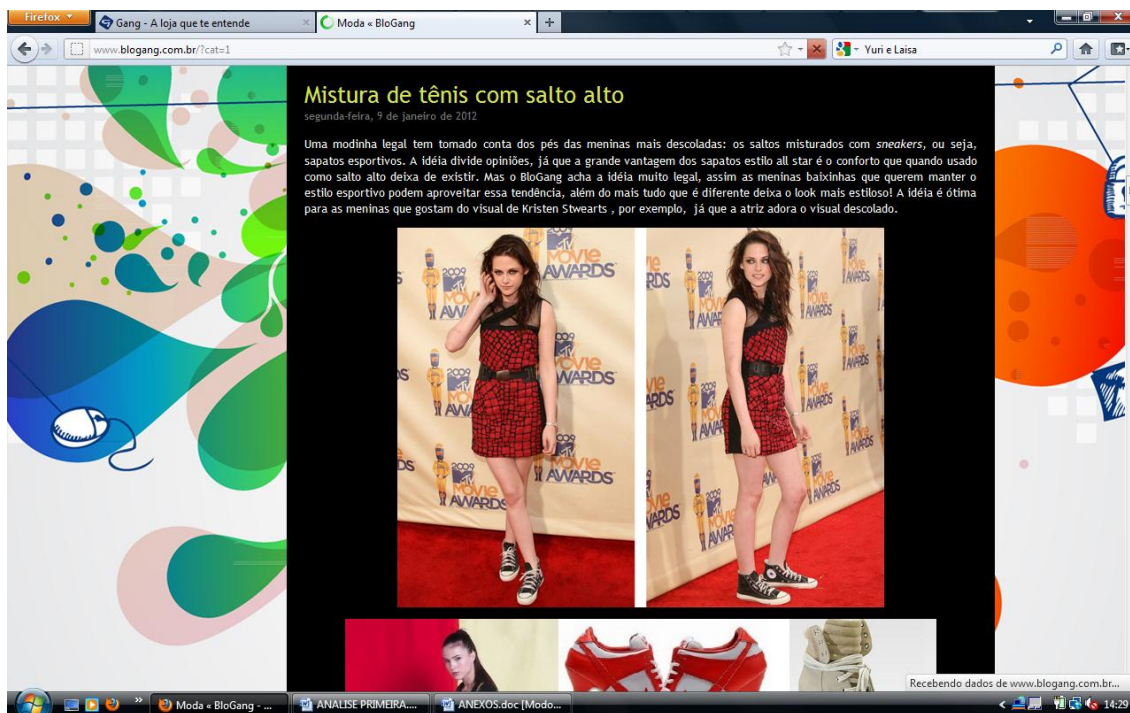 Firefox
Gang - A loja que te entende
Moda « BloGang
www.blogang.com.br/?cat=1
Yuri e Laisa
Mistura de tênis com salto alto
segunda-feira, 9 de janeiro de 2012
Uma modinha legal tem tomado conta dos pés das meninas mais descoladas: os saltos misturados com sneakers, ou seja,
sapatos esportivos. A idéia divide opiniões, já que a grande vantagem dos sapatos estilo all star é o conforto que quando usado
como salto alto deixa de existir. Mas o BloGang acha a idéia muito legal, assim as meninas baixinhas que querem manter o
estilo esportivo podem aproveitar essa tendência, além do mais tudo que é diferente deixa o look mais estiloso! A idéia é ótima
para as meninas que gostam do visual de Kristen Stwearts , por exemplo, já que a atriz adora o visual descolado.
2009 MTV MOVIE AWARDS
Recebendo dados de www.blogang.com.br...
Moda « BloGang - ...
ANALISE PRIMEIRA....
ANEXOS.doc [Modo...
14:29